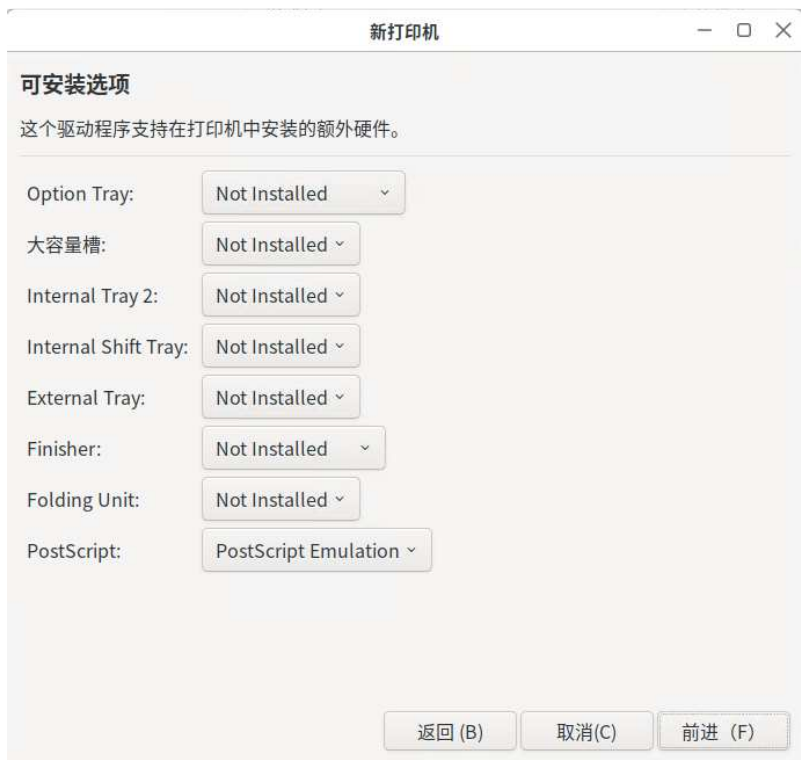 新打印机
可安装选项
这个驱动程序支持在打印机中安装的额外硬件。
Option Tray: Not Installed
大容量槽: Not Installed
Internal Tray 2: Not Installed
Internal Shift Tray: Not Installed
External Tray: Not Installed
Finisher: Not Installed
Folding Unit: Not Installed
PostScript: PostScript Emulation
返回 (B) 取消(C) 前进（F）